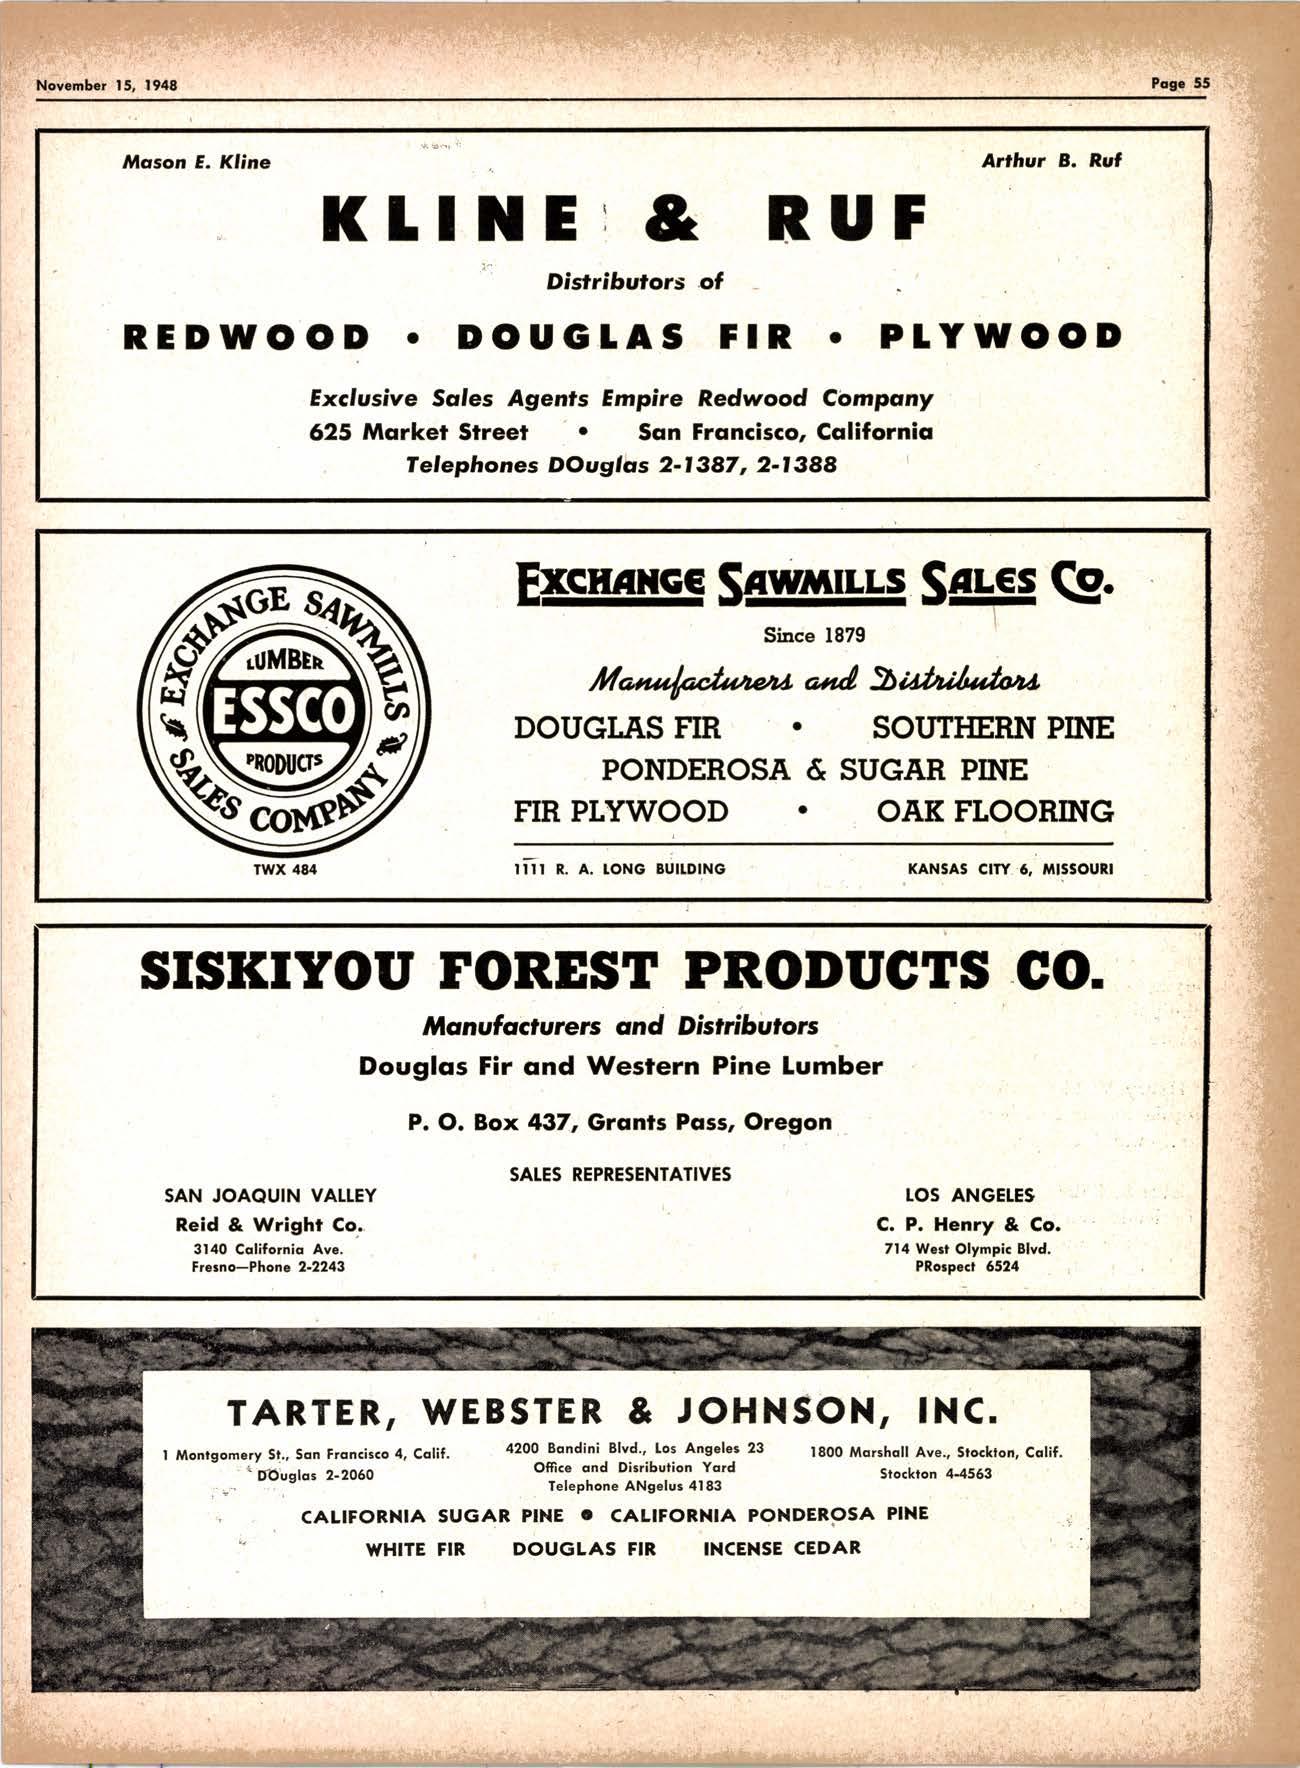 November 15, 1948
Page 55
Mason E. Kline
Arthur B. Ruf
KLINE & RUF
Distributors of
REDWOOD • DOUGLAS FIR • PLYWOOD
Exclusive Sales Agents Empire Redwood Company
625 Market Street • San Francisco, California
Telephones DOuglas 2-1387, 2-1388
EXCHANGE SAWMILLS
SALES COMPANY
LUMBER
ESSCO
PRODUCTS
TWX 484
EXCHANGE SAWMILLS SALES CO.
Since 1879
Manufacturers and Distributors
DOUGLAS FIR • SOUTHERN PINE
PONDEROSA & SUGAR PINE
FIR PLYWOOD • OAK FLOORING
1111 R. A. LONG BUILDING
KANSAS CITY 6, MISSOURI
SISKIYOU FOREST PRODUCTS CO.
Manufacturers and Distributors
Douglas Fir and Western Pine Lumber
P. O. Box 437, Grants Pass, Oregon
SALES REPRESENTATIVES
SAN JOAQUIN VALLEY
Reid & Wright Co.
3140 California Ave.
Fresno—Phone 2-2243
LOS ANGELES
C. P. Henry & Co.
714 West Olympic Blvd.
PRospect 6524
TARTER, WEBSTER & JOHNSON, INC.
1 Montgomery St., San Francisco 4, Calif.
DOuglas 2-2060
4200 Bandini Blvd., Los Angeles 23
Office and Disribution Yard
Telephone ANgelus 4183
1800 Marshall Ave., Stockton, Calif.
Stockton 4-4563
CALIFORNIA SUGAR PINE • CALIFORNIA PONDEROSA PINE
WHITE FIR DOUGLAS FIR INCENSE CEDAR